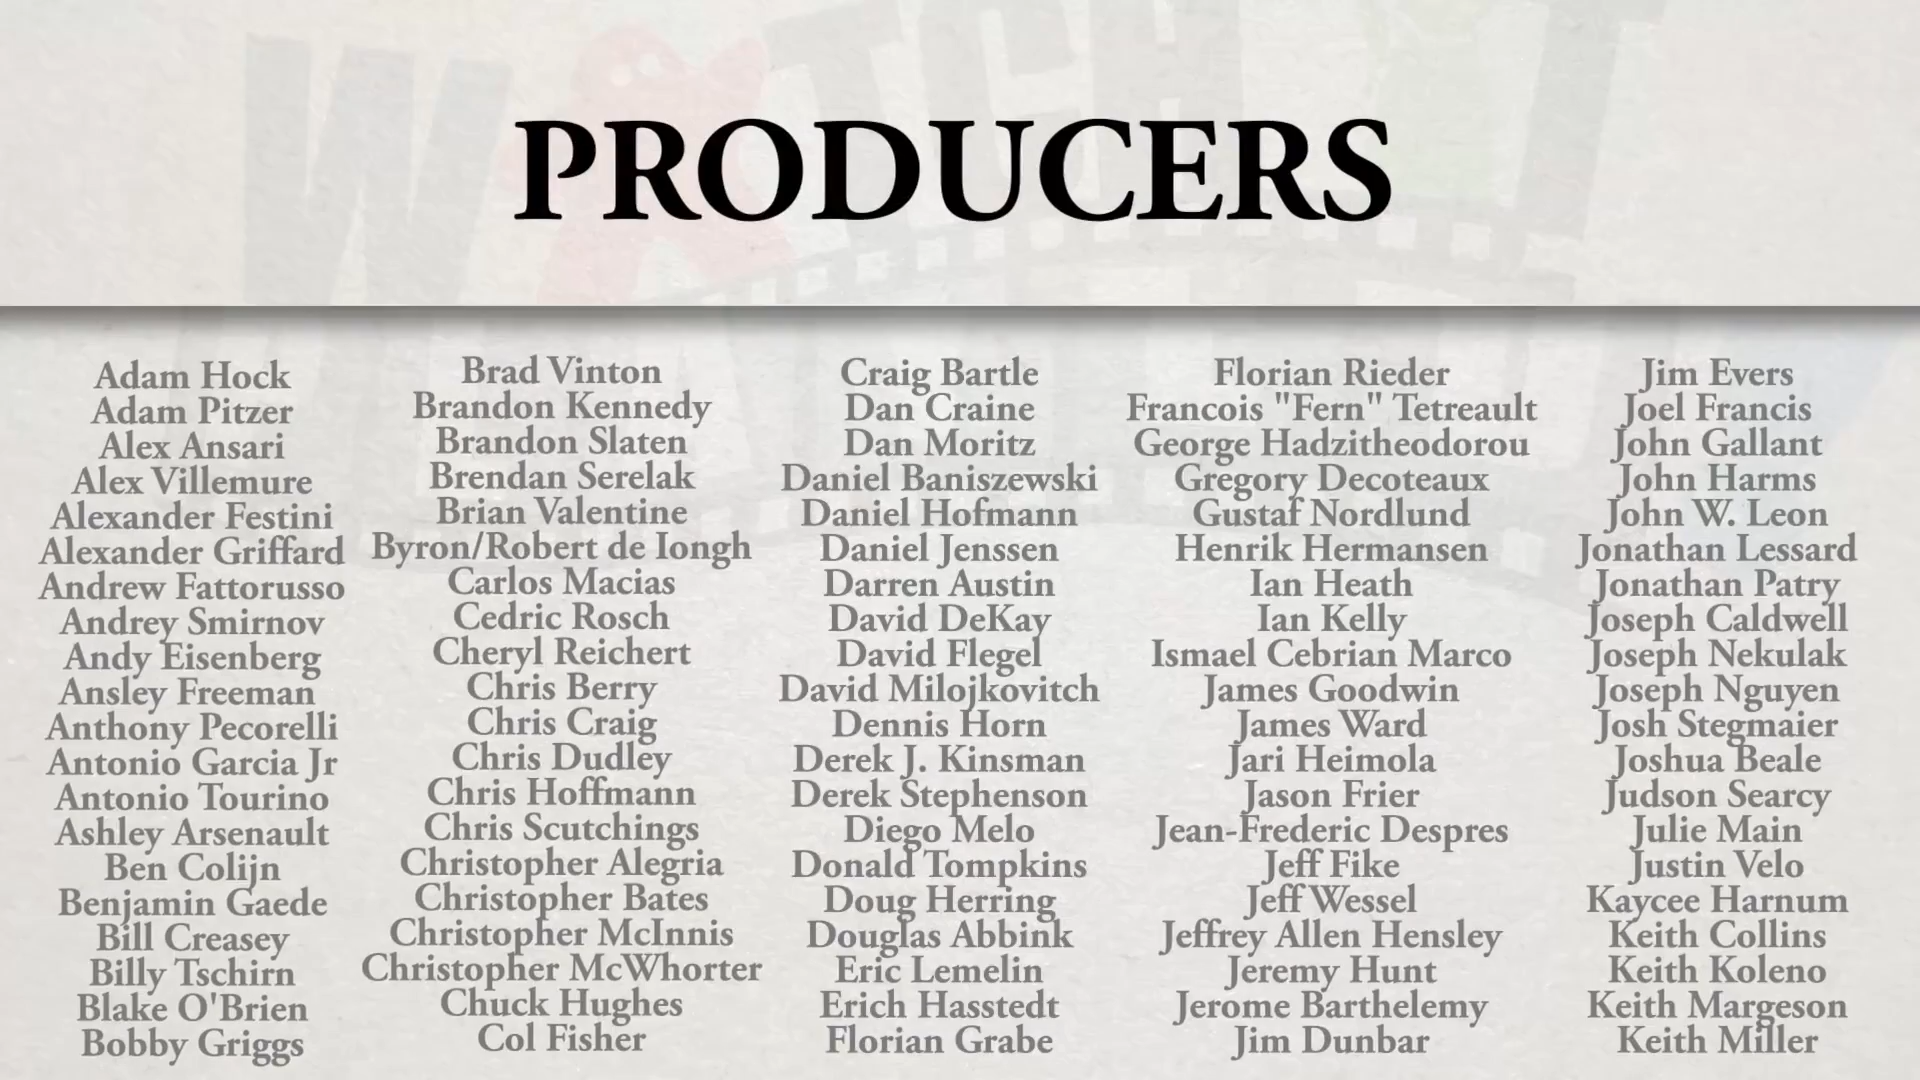 PRODUCERS
Adam Hock
Adam Pitzer
Alex Ansari
Alex Villemure
Alexander Festini
Alexander Griffard
Andrew Fattorusso
Andrey Smirnov
Andy Eisenberg
Ansley Freeman
Anthony Pecorelli
Antonio Garcia Jr
Antonio Tourino
Ashley Arsenault
Ben Colijn
Benjamin Gaede
Bill Creasey
Billy Tschirn
Blake O'Brien
Bobby Griggs
Brad Vinton
Brandon Kennedy
Brandon Slaten
Brendan Serelak
Brian Valentine
Byron/Robert de Iongh
Carlos Macias
Cedric Rosch
Cheryl Reichert
Chris Berry
Chris Craig
Chris Dudley
Chris Hoffmann
Chris Scutchings
Christopher Alegria
Christopher Bates
Christopher McInnis
Christopher McWhorter
Chuck Hughes
Col Fisher
Craig Bartle
Dan Craine
Dan Moritz
Daniel Baniszewski
Daniel Hofmann
Daniel Jenssen
Darren Austin
David DeKay
David Flegel
David Milojkovitch
Dennis Horn
Derek J. Kinsman
Derek Stephenson
Diego Melo
Donald Tompkins
Doug Herring
Douglas Abbink
Eric Lemelin
Erich Hasstedt
Florian Grabe
Florian Rieder
Francois "Fern" Tetreault
George Hadzitheodorou
Gregory Decoteaux
Gustaf Nordlund
Henrik Hermansen
Ian Heath
Ian Kelly
Ismael Cebrian Marco
James Goodwin
James Ward
Jari Heimola
Jason Frier
Jean-Frederic Despres
Jeff Fike
Jeff Wessel
Jeffrey Allen Hensley
Jeremy Hunt
Jerome Barthelemy
Jim Dunbar
Jim Evers
Joel Francis
John Gallant
John Harms
John W. Leon
Jonathan Lessard
Jonathan Patry
Joseph Caldwell
Joseph Nekulak
Joseph Nguyen
Josh Stegmaier
Joshua Beale
Judson Searcy
Julie Main
Justin Velo
Kaycee Harnum
Keith Collins
Keith Koleno
Keith Margeson
Keith Miller